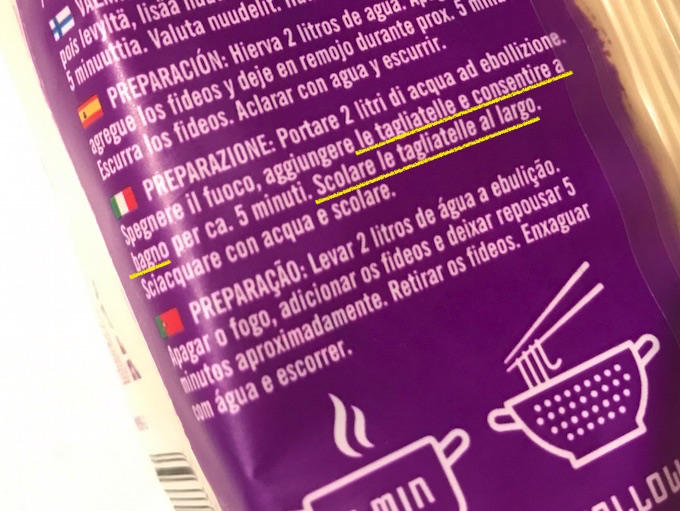 pois levyltä, lisää
5 minuuttia. Valuta nuudelit.
PREPARACIÓN: Hierva 2 litros de agua.
agregue los fideos y deje en remojo durante prox. 5
Escurra los fideos. Aclarar con agua y escurrir.
PREPARAZIONE: Portare 2 litri di acqua ad ebollizione.
Spegnere il fuoco, aggiungere le tagliatelle e consentire a
bagno per ca. 5 minuti. Scolare le tagliatelle al largo.
Sciacquare con acqua e scolare.
PREPARAÇÃO: Levar 2 litros de água a ebulição.
Apagar o fogo, adicionar os fideos e deixar repousar 5
minutos aproximadamente. Retirar os fideos. Enxaguar
com água e escorrer.
MIN